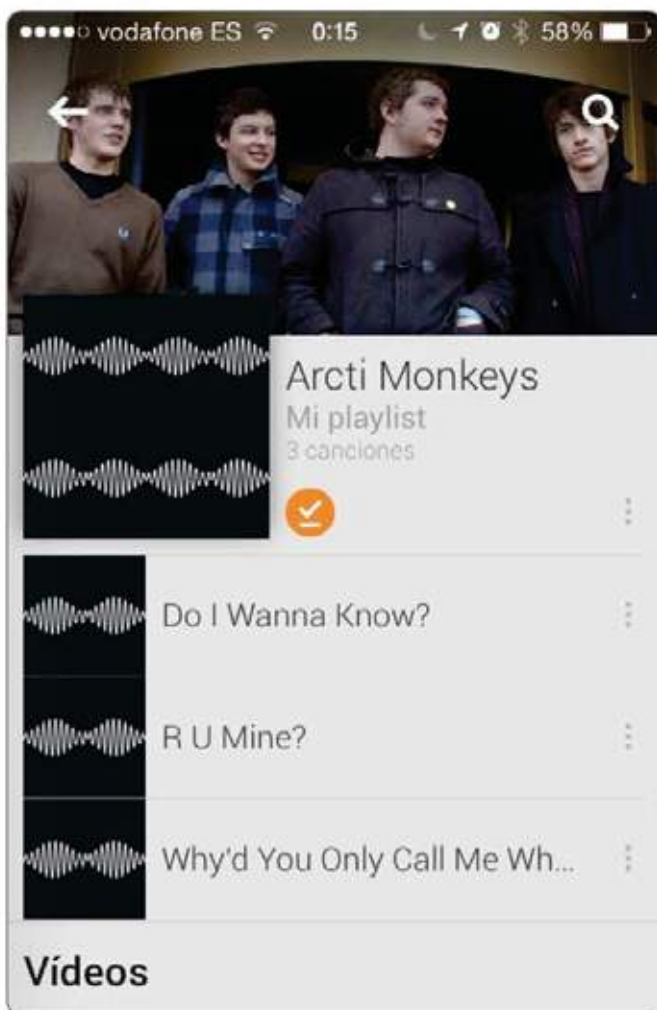 vodafone ES 0:15 58%
Arcti Monkeys
Mi playlist
3 canciones
Do I Wanna Know?
R U Mine?
Why'd You Only Call Me Wh...
Vídeos